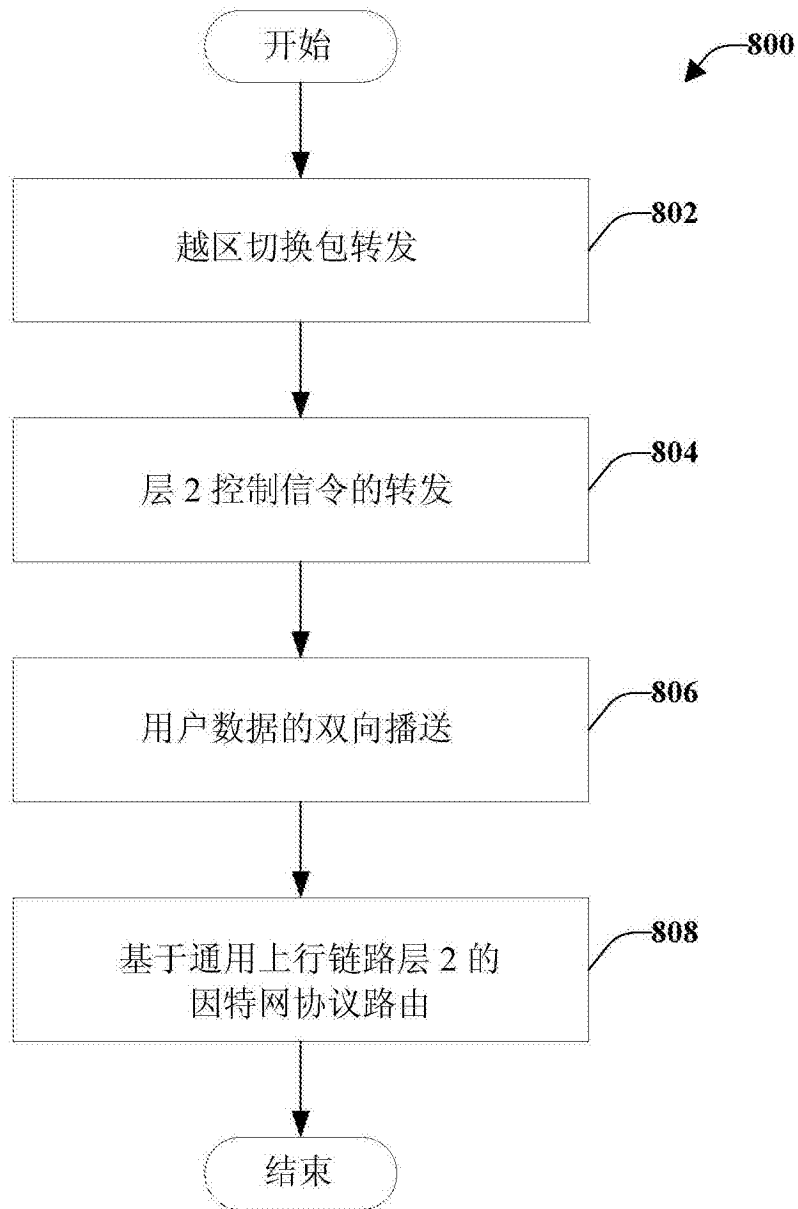 开始
800
越区切换包转发
802
层 2 控制信令的转发
804
用户数据的双向播送
806
基于通用上行链路层 2 的
因特网协议路由
808
结束